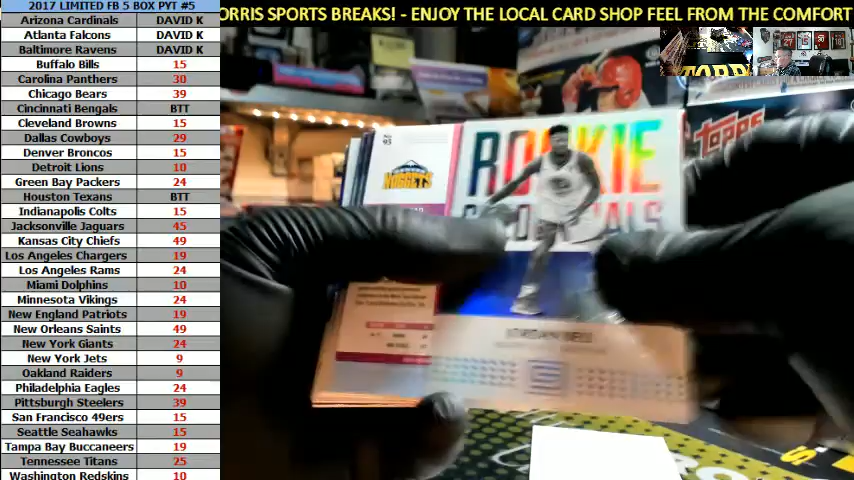 2017 LIMITED FB 5 BOX PYT #5
ORRIS SPORTS BREAKS! - ENJOY THE LOCAL CARD SHOP FEEL FROM THE COMFORT
Arizona Cardinals DAVID K
Atlanta Falcons DAVID K
Baltimore Ravens DAVID K
Buffalo Bills 15
Carolina Panthers 30
Chicago Bears 39
Cincinnati Bengals BTT
Cleveland Browns 15
Dallas Cowboys 29
Denver Broncos 15
Detroit Lions 10
Green Bay Packers 24
Houston Texans BTT
Indianapolis Colts 15
Jacksonville Jaguars 45
Kansas City Chiefs 49
Los Angeles Chargers 19
Los Angeles Rams 24
Miami Dolphins 10
Minnesota Vikings 24
New England Patriots 19
New Orleans Saints 49
New York Giants 24
New York Jets 9
Oakland Raiders 9
Philadelphia Eagles 24
Pittsburgh Steelers 39
San Francisco 49ers 15
Seattle Seahawks 15
Tampa Bay Buccaneers 19
Tennessee Titans 25
Washington Redskins 10
NUGGETS
ROOKIE
JORDAN BELL
Topps